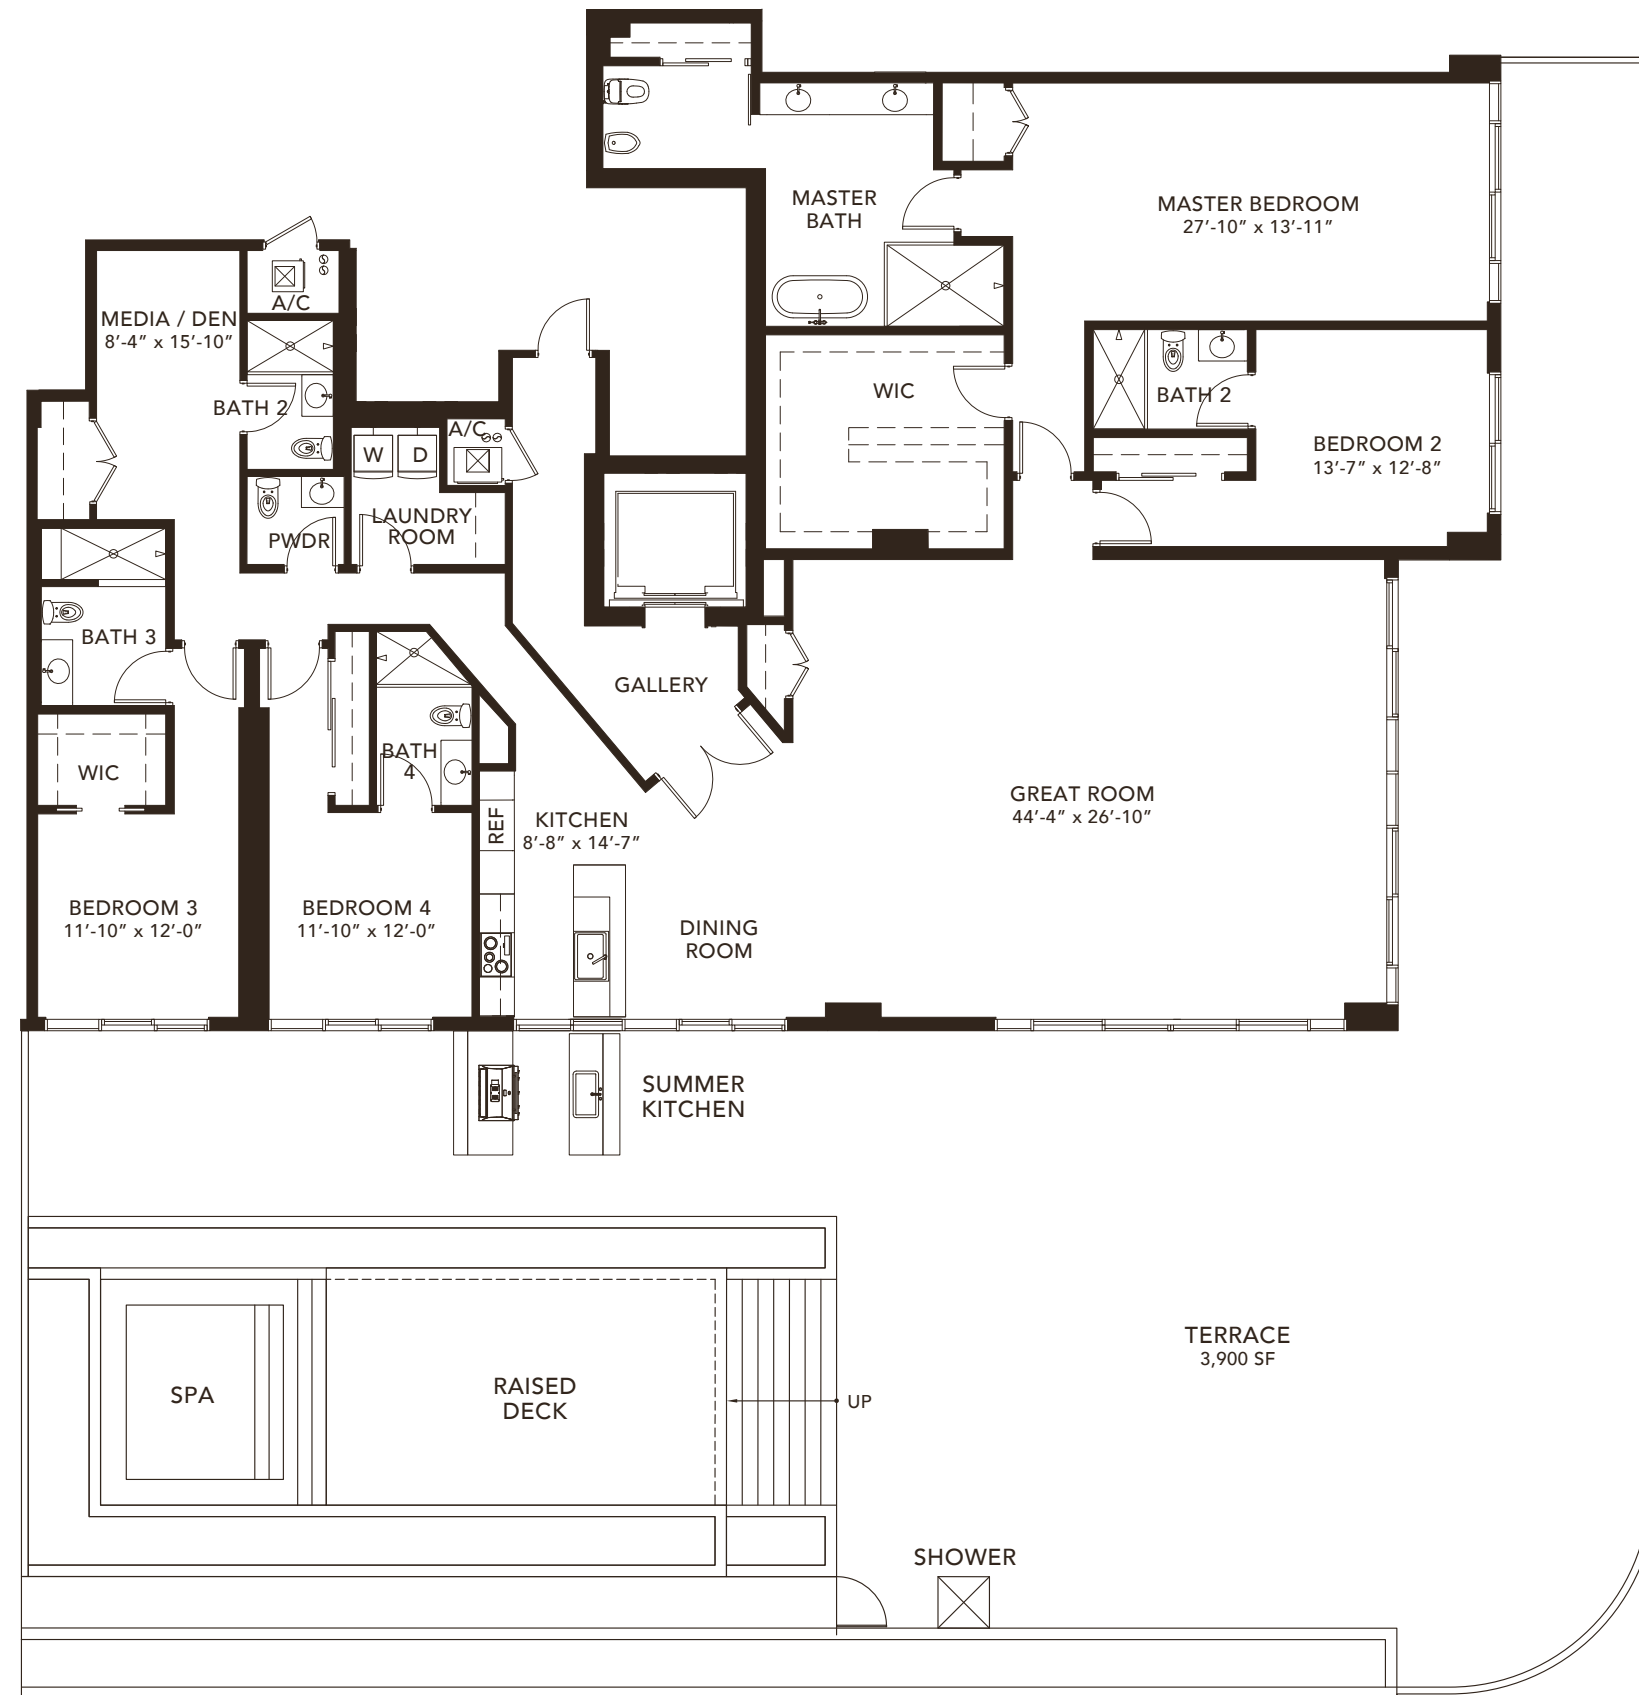 MASTER
BATH
MASTER BEDROOM
27'-10" x 13'-11"
A/C
MEDIA / DEN
8'-4" x 15'-10"
WIC
BATH 2
BEDROOM 2
13'-7" x 12'-8"
BATH 2
A/C
W
D
LAUNDRY
ROOM
PWDR
BATH 3
GALLERY
BATH
4
WIC
GREAT ROOM
44'-4" x 26'-10"
REF
KITCHEN
8'-8" x 14'-7"
BEDROOM 3
11'-10" x 12'-0"
BEDROOM 4
11'-10" x 12'-0"
DINING
ROOM
SUMMER
KITCHEN
TERRACE
3,900 SF
SPA
RAISED
DECK
UP
SHOWER